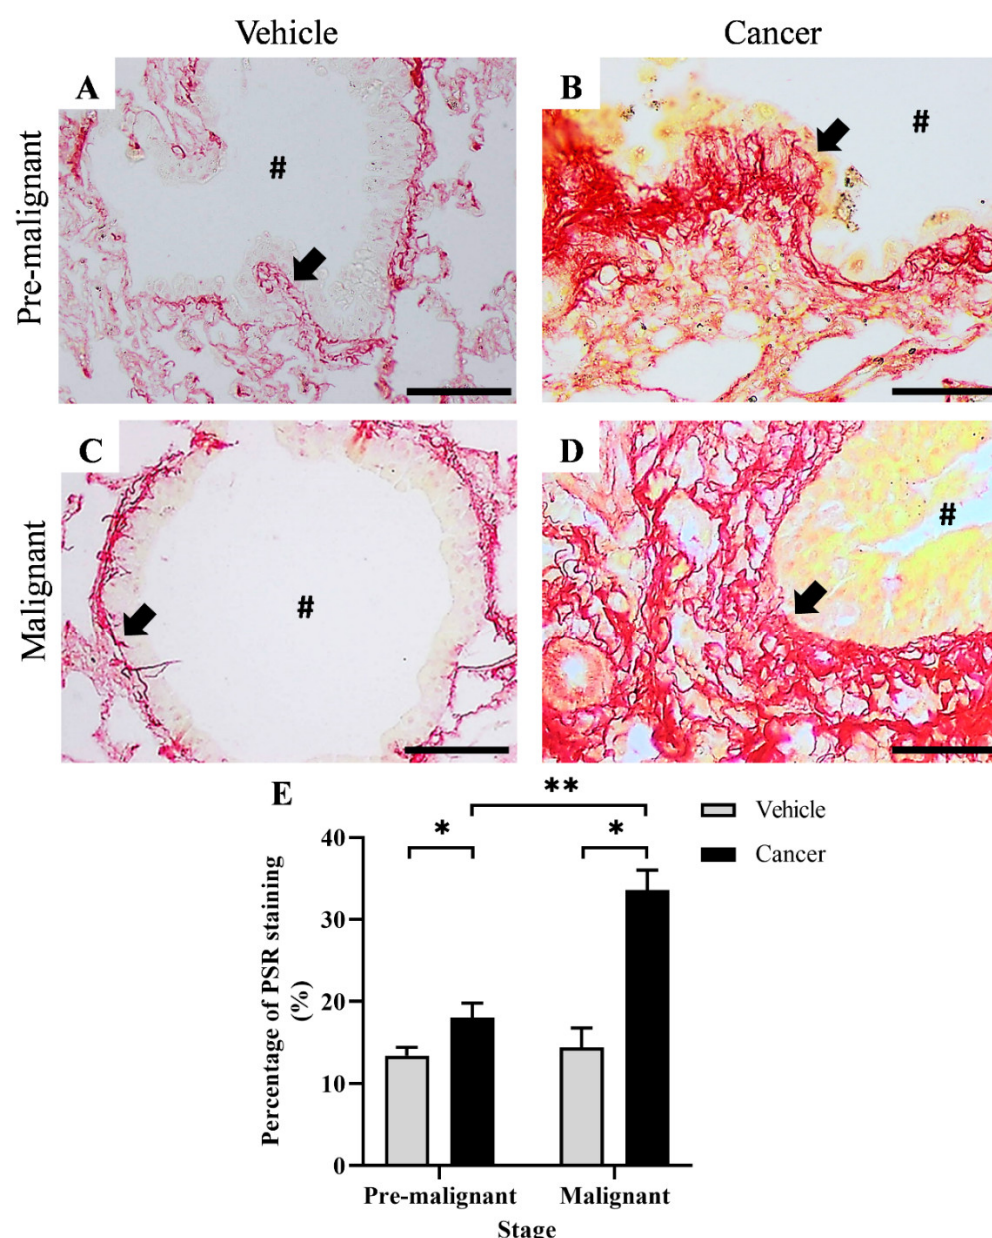 Vehicle
Cancer
Pre-malignant
A
#
B
#
Malignant
C
#
D
#
E
**
*
*
Vehicle
Cancer
Percentage of PSR staining
(%)
40
30
20
10
0
Pre-malignant
Malignant
Stage